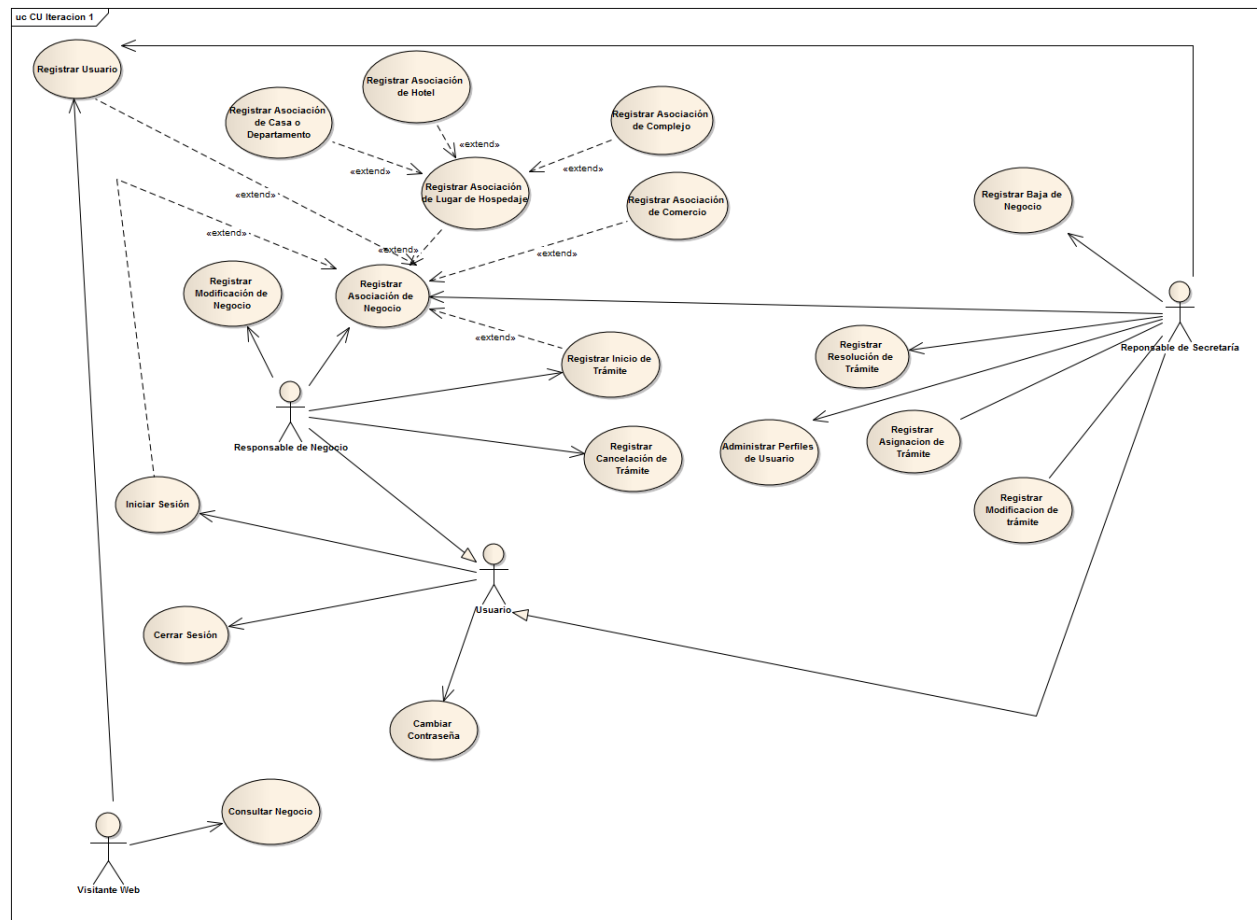 uc CU Iteracion 1
Registrar Usuario
Registrar Asociación
de Hotel
Registrar Asociación
de Casa o
Departamento
Registrar Asociación
de Complejo
«extend»
«extend»
«extend»
Registrar Asociación
de Lugar de Hospedaje
Registrar Asociación
de Comercio
Registrar Baja de
Negocio
«extend»
«extend»
«extend»
«extend»
Registrar
Modificación de
Negocio
Registrar
Asociación de
Negocio
«extend»
Registrar Inicio de
Trámite
Registrar
Resolución de
Trámite
Reponsable de Secretaría
Responsable de Negocio
Registrar
Cancelación de
Trámite
Administrar Perfiles
de Usuario
Registrar
Asignacion de
Trámite
Registrar
Modificacion de
trámite
Iniciar Sesión
Usuario
Cerrar Sesión
Cambiar
Contraseña
Consultar Negocio
Visitante Web